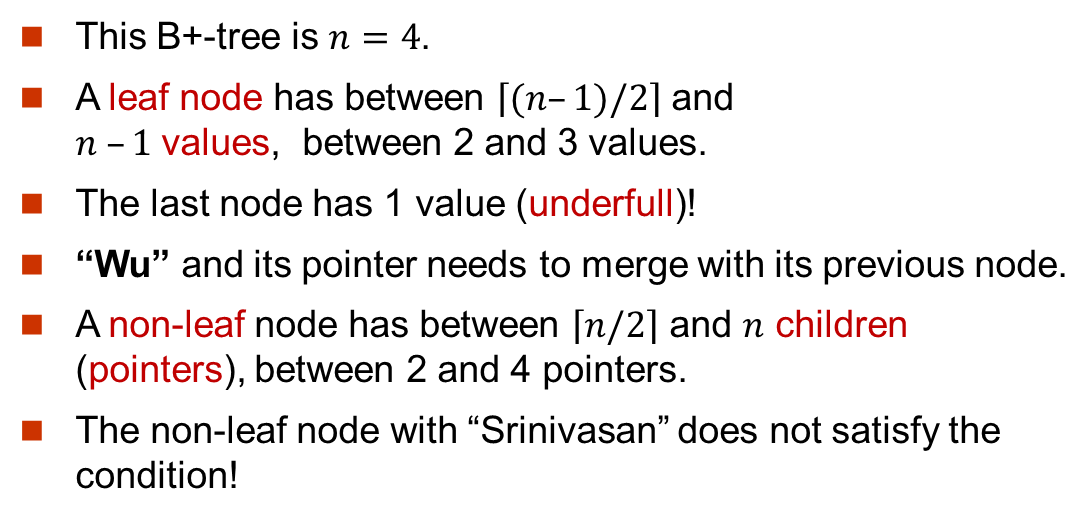 This B+-tree is n = 4.
A leaf node has between ⌈(n– 1)/2⌉ and
n – 1 values, between 2 and 3 values.
The last node has 1 value (underfull)!
“Wu” and its pointer needs to merge with its previous node.
A non-leaf node has between ⌈n/2⌉ and n children
(pointers), between 2 and 4 pointers.
The non-leaf node with “Srinivasan” does not satisfy the
condition!